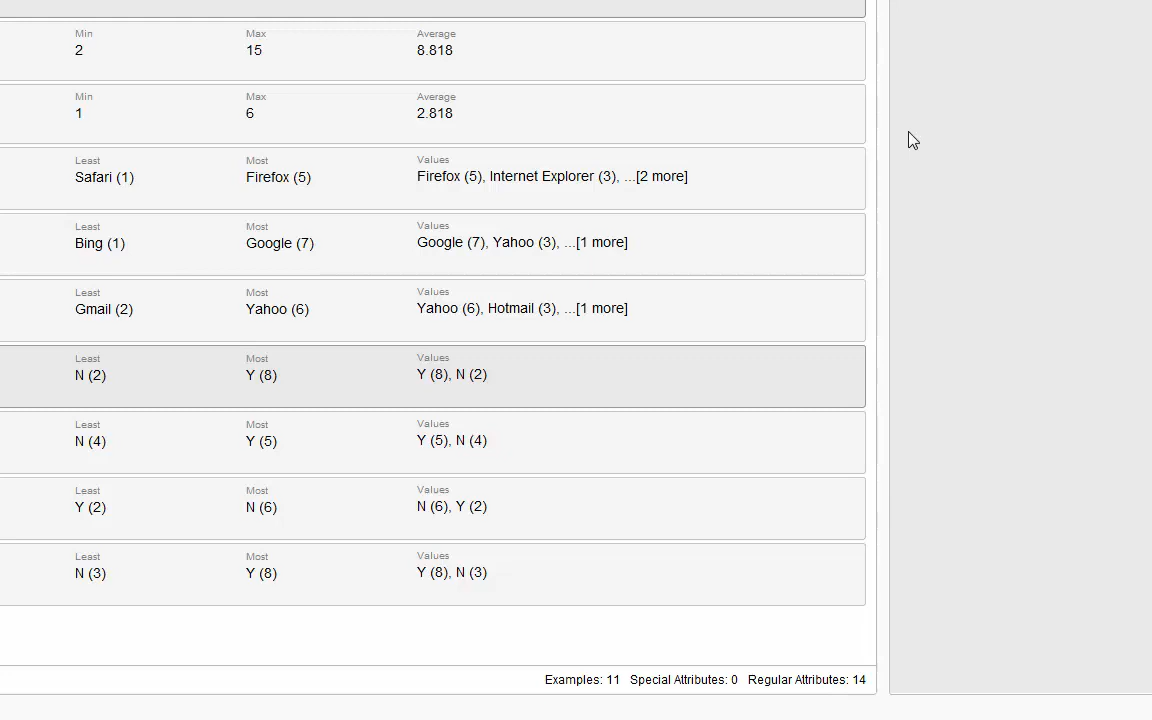 Min Max Average
2 15 8.818
Min Max Average
1 6 2.818
Least Most Values
Safari (1) Firefox (5) Firefox (5), Internet Explorer (3), ...[2 more]
Least Most Values
Bing (1) Google (7) Google (7), Yahoo (3), ...[1 more]
Least Most Values
Gmail (2) Yahoo (6) Yahoo (6), Hotmail (3), ...[1 more]
Least Most Values
N (2) Y (8) Y (8), N (2)
Least Most Values
N (4) Y (5) Y (5), N (4)
Least Most Values
Y (2) N (6) N (6), Y (2)
Least Most Values
N (3) Y (8) Y (8), N (3)
Examples: 11 Special Attributes: 0 Regular Attributes: 14